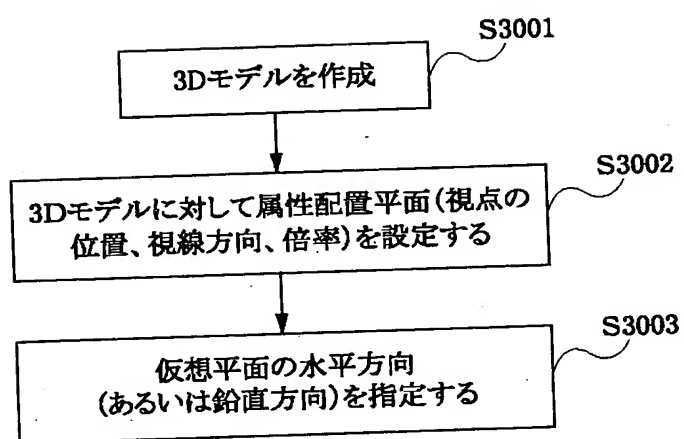 S3001
3Dモデルを作成
S3002
3Dモデルに対して属性配置平面(視点の
位置、視線方向、倍率)を設定する
S3003
仮想平面の水平方向
(あるいは鉛直方向)を指定する